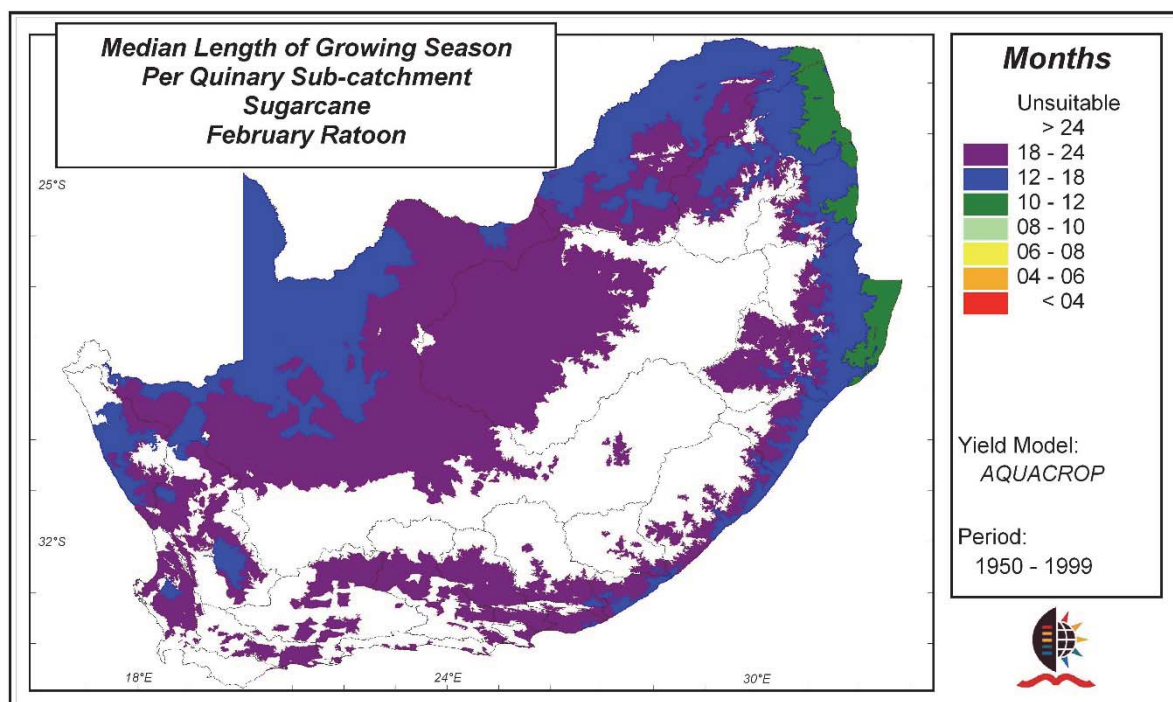 Median Length of Growing Season
Per Quinary Sub-catchment
Sugarcane
February Ratoon
Months
Unsuitable
> 24
18 - 24
12 - 18
10 - 12
08 - 10
06 - 08
04 - 06
< 04
25°S
Yield Model:
AQUACROP
32°S
Period:
1950 - 1999
18°E
24°E
30°E